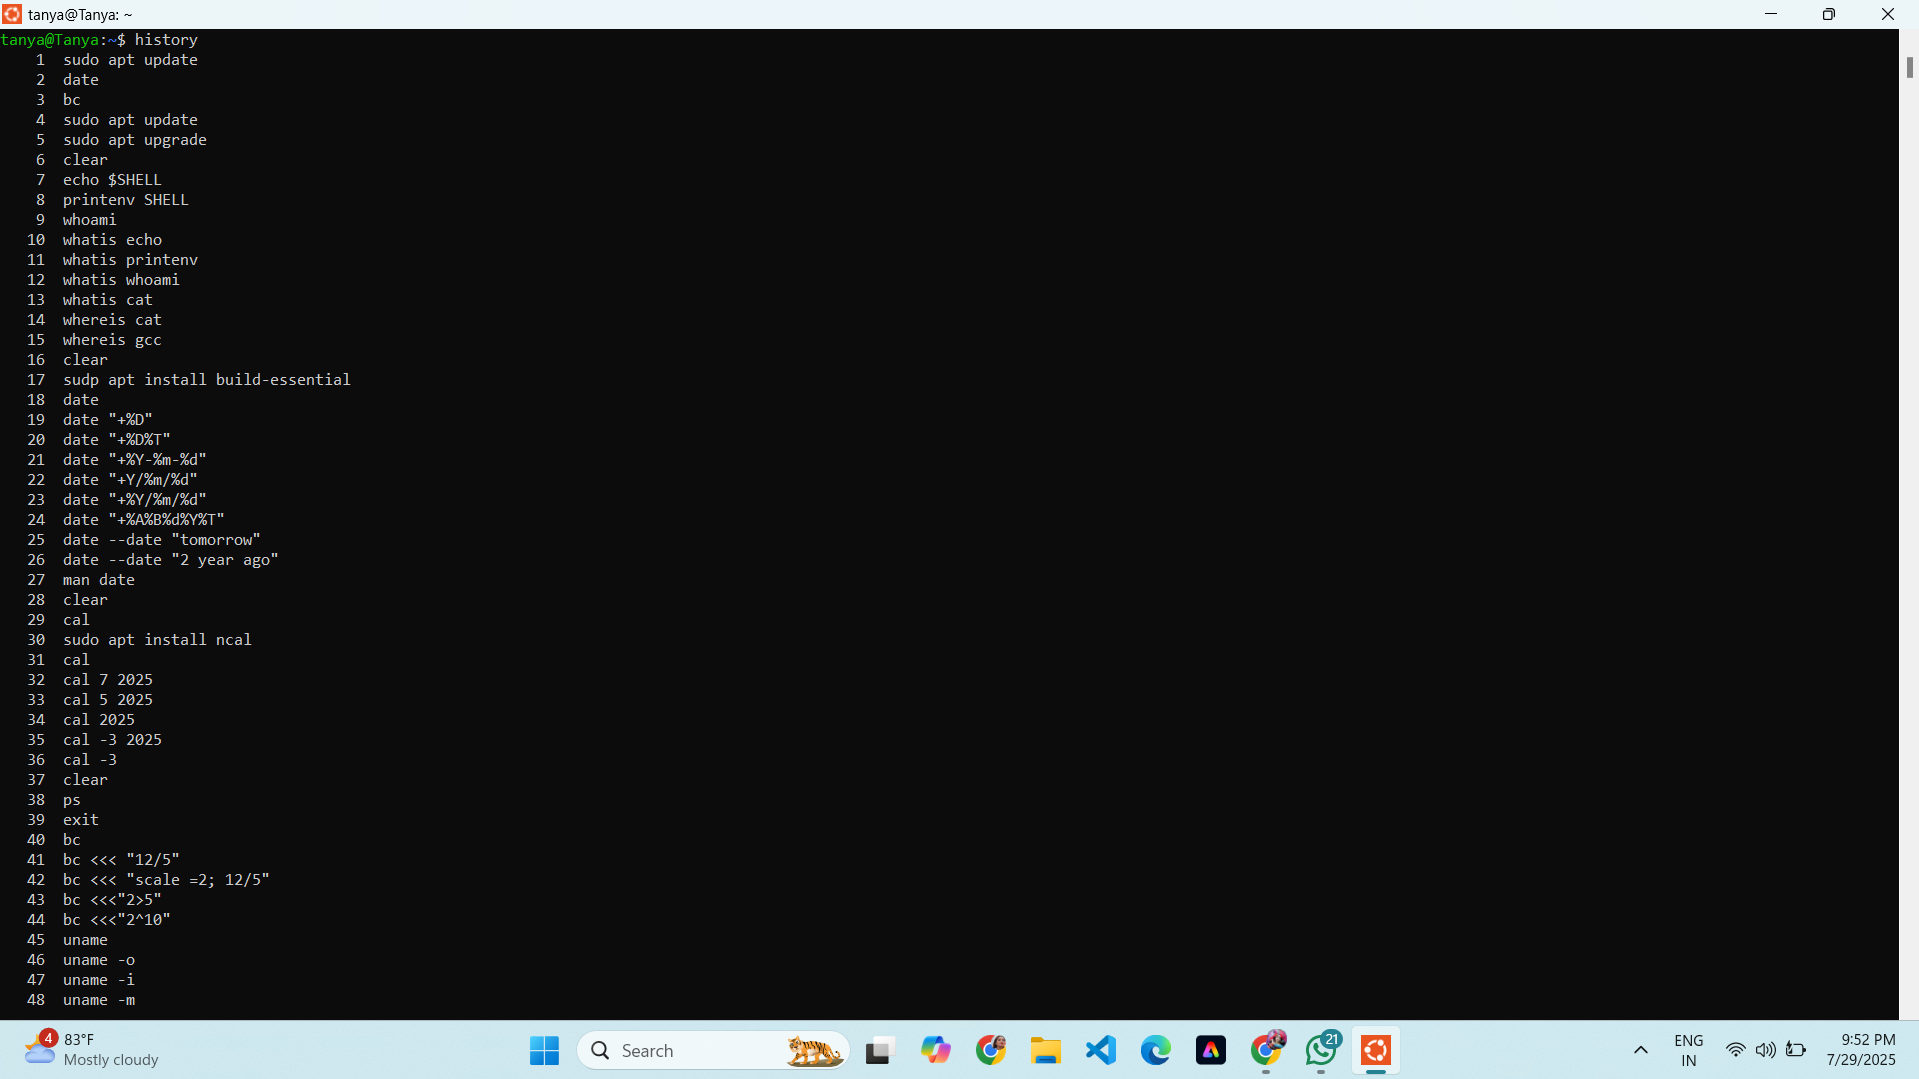 tanya@Tanya: ~
tanya@Tanya:~$ history
1 sudo apt update
2 date
3 bc
4 sudo apt update
5 sudo apt upgrade
6 clear
7 echo $SHELL
8 printenv SHELL
9 whoami
10 whatis echo
11 whatis printenv
12 whatis whoami
13 whatis cat
14 whereis cat
15 whereis gcc
16 clear
17 sudp apt install build-essential
18 date
19 date "+%D"
20 date "+%D%T"
21 date "+%Y-%m-%d"
22 date "+Y/%m/%d"
23 date "+%Y/%m/%d"
24 date "+%A%B%d%Y%T"
25 date --date "tomorrow"
26 date --date "2 year ago"
27 man date
28 clear
29 cal
30 sudo apt install ncal
31 cal
32 cal 7 2025
33 cal 5 2025
34 cal 2025
35 cal -3 2025
36 cal -3
37 clear
38 ps
39 exit
40 bc
41 bc <<< "12/5"
42 bc <<< "scale =2; 12/5"
43 bc <<<"2>5"
44 bc <<<"2^10"
45 uname
46 uname -o
47 uname -i
48 uname -m
4
83°F
Mostly cloudy
Search
21
ENG
IN
9:52 PM
7/29/2025